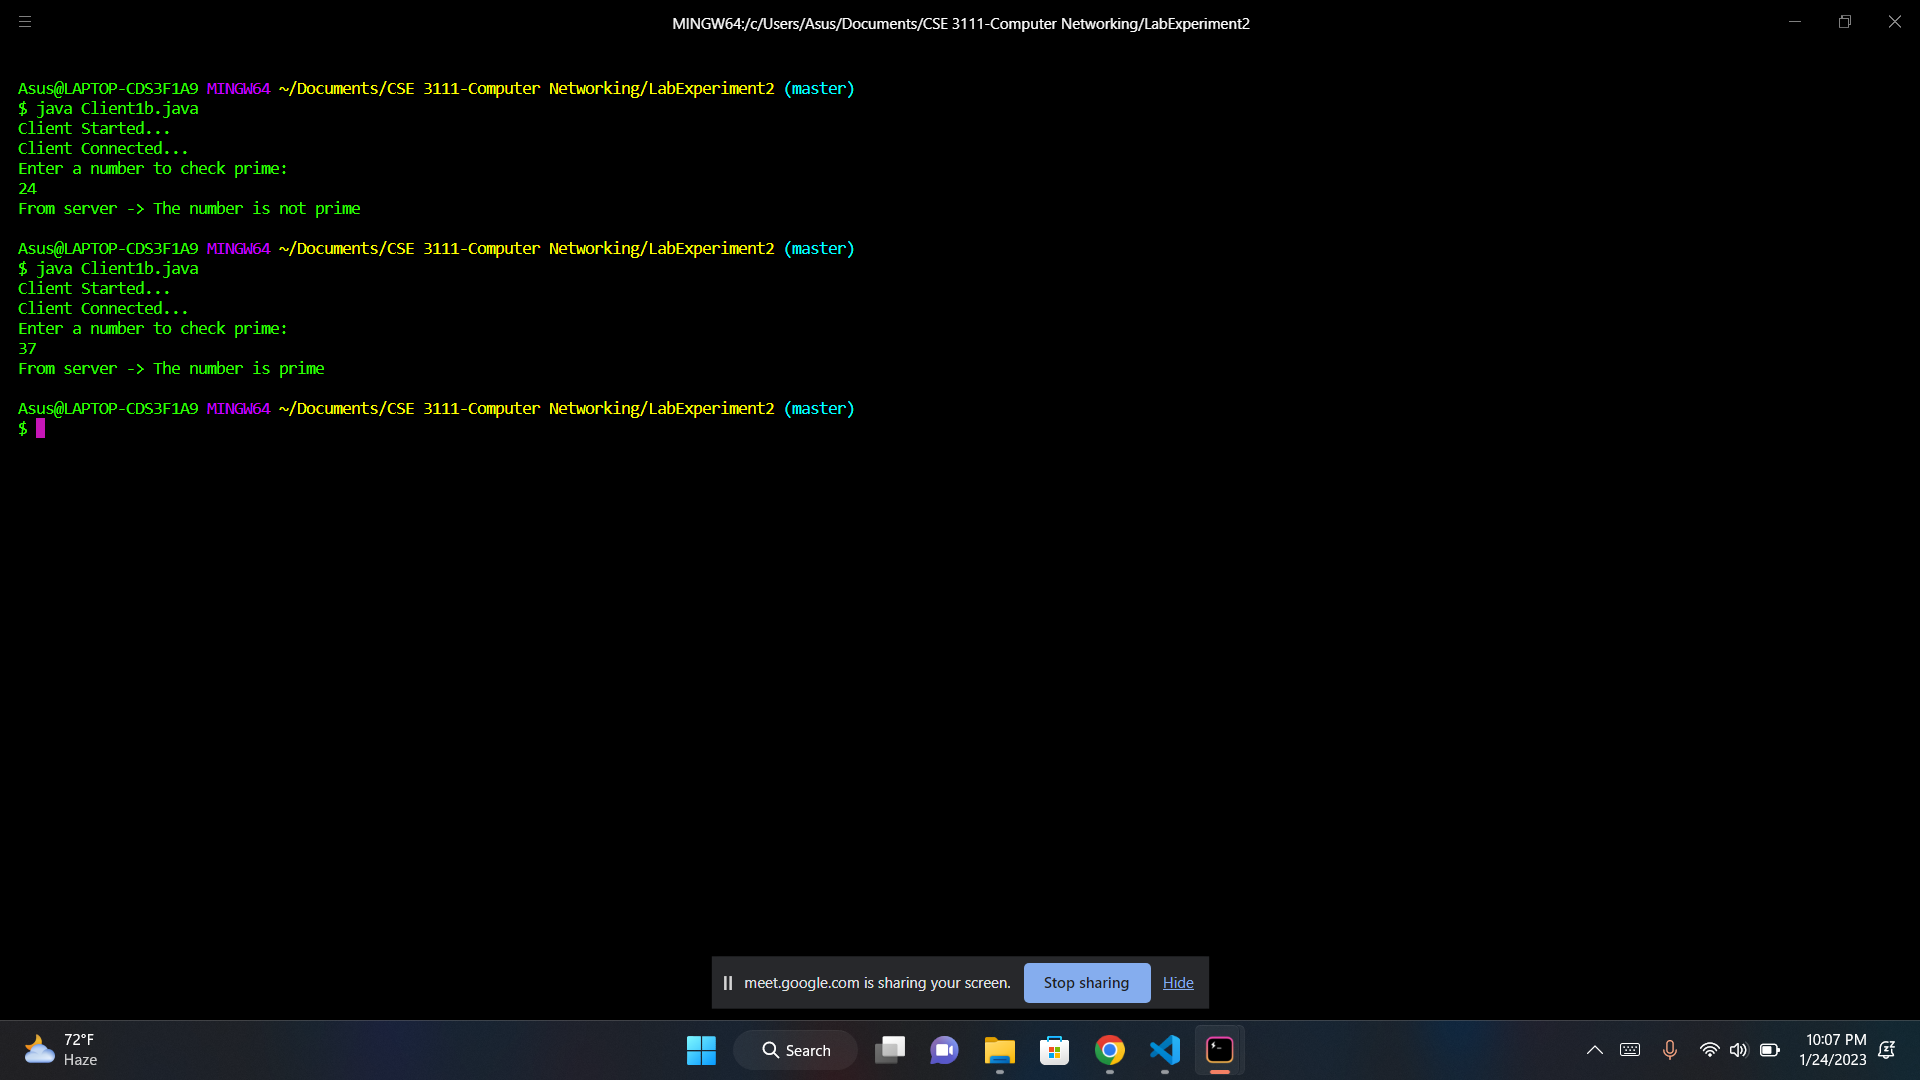 MINGW64:/c/Users/Asus/Documents/CSE 3111-Computer Networking/LabExperiment2
Asus@LAPTOP-CDS3F1A9 MINGW64 ~/Documents/CSE 3111-Computer Networking/LabExperiment2 (master)
$ java Client1b.java
Client Started...
Client Connected...
Enter a number to check prime:
24
From server -> The number is not prime
Asus@LAPTOP-CDS3F1A9 MINGW64 ~/Documents/CSE 3111-Computer Networking/LabExperiment2 (master)
$ java Client1b.java
Client Started...
Client Connected...
Enter a number to check prime:
37
From server -> The number is prime
Asus@LAPTOP-CDS3F1A9 MINGW64 ~/Documents/CSE 3111-Computer Networking/LabExperiment2 (master)
$
meet.google.com is sharing your screen. Stop sharing Hide
72°F
Haze
Search
10:07 PM
1/24/2023